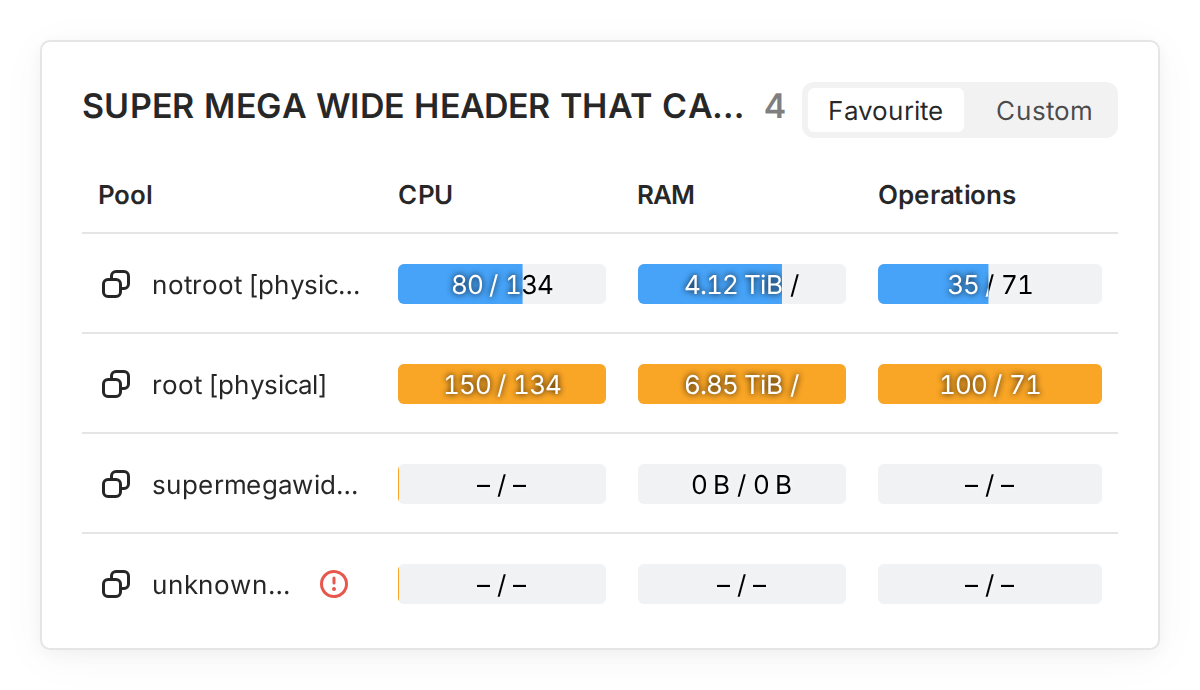 SUPER MEGA WIDE HEADER THAT CA... 4 Favourite Custom
Pool CPU RAM Operations
notroot [physic... 80 / 134 4.12 TiB / 35 / 71
root [physical] 150 / 134 6.85 TiB / 100 / 71
supermegawid... – / – 0 B / 0 B – / –
unknown... – / – – / – – / –